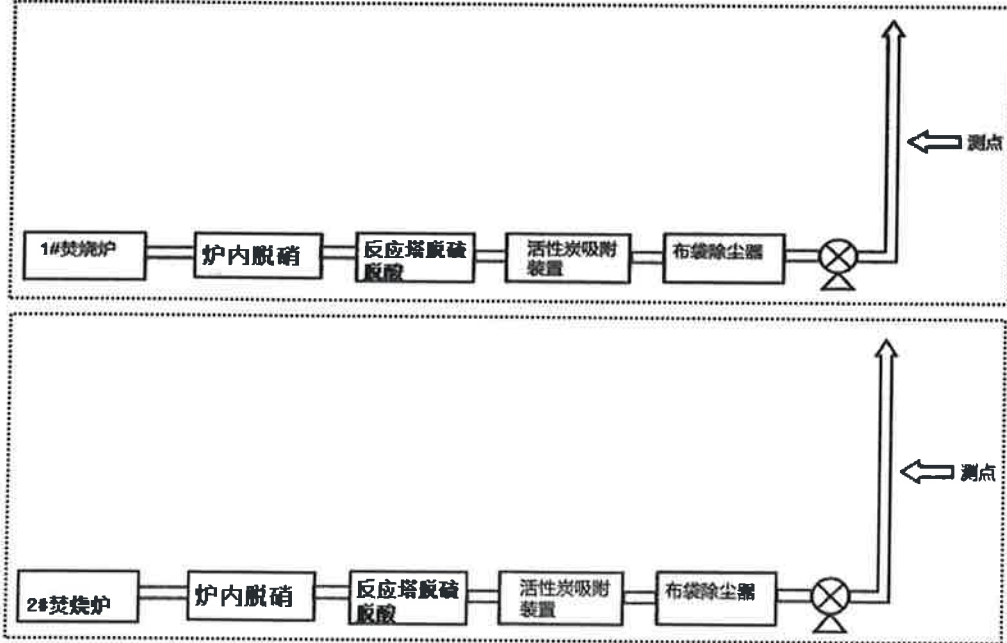 测点
1#焚烧炉
炉内脱硝
反应塔脱硫
脱酸
活性炭吸附
装置
布袋除尘器
测点
2#焚烧炉
炉内脱硝
反应塔脱硫
脱酸
活性炭吸附
装置
布袋除尘器